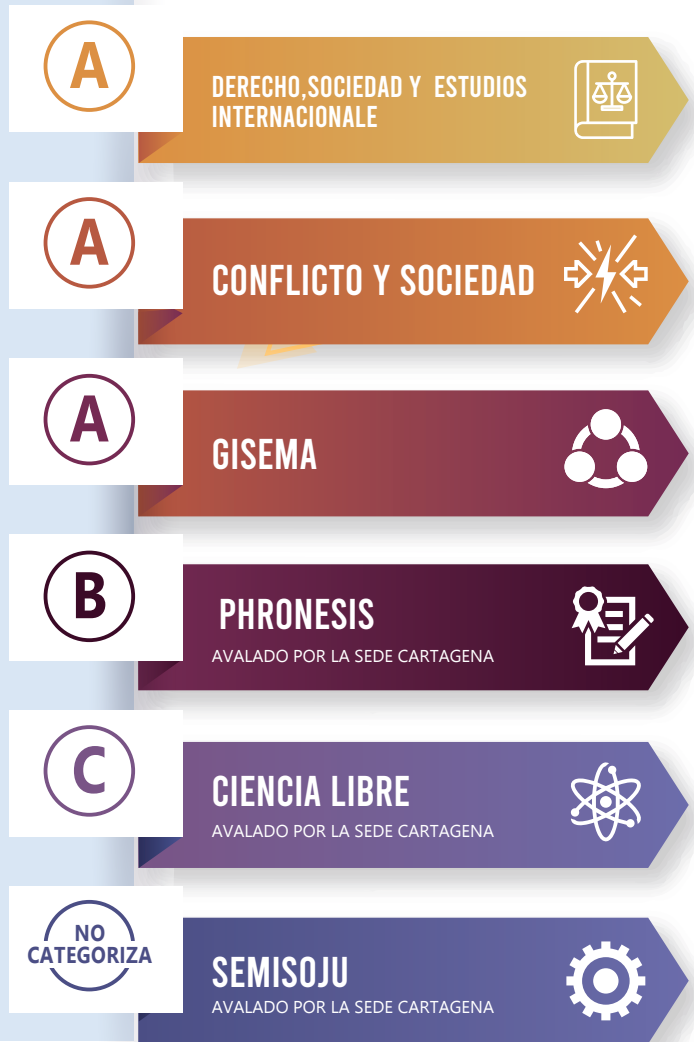 A
DERECHO,SOCIEDAD Y ESTUDIOS
INTERNACIONALE
A
CONFLICTO Y SOCIEDAD
A
GISEMA
B
PHRONESIS
AVALADO POR LA SEDE CARTAGENA
C
CIENCIA LIBRE
AVALADO POR LA SEDE CARTAGENA
NO
CATEGORIZA
SEMISOJU
AVALADO POR LA SEDE CARTAGENA